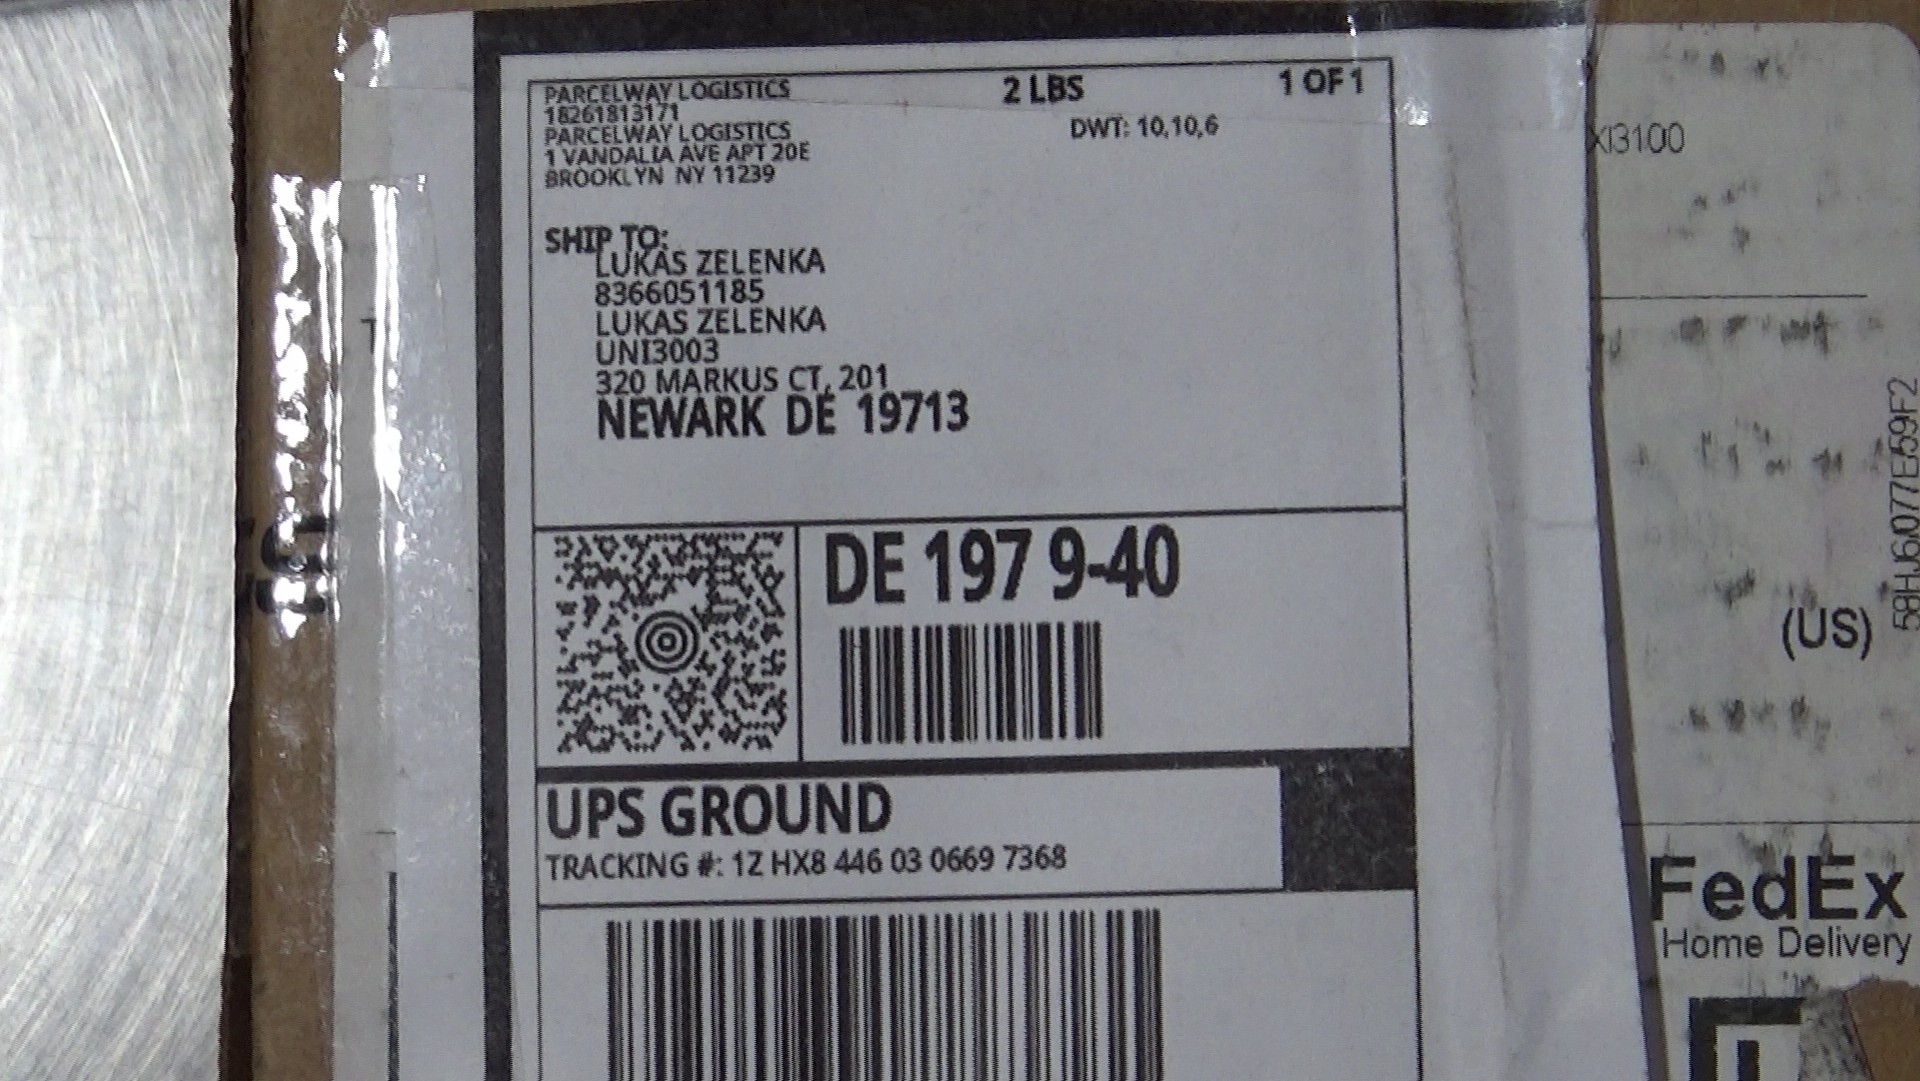 PARCELWAY LOGISTICS
18261813171
PARCELWAY LOGISTICS
1 VANDALIA AVE APT 20E
BROOKLYN NY 11239
2 LBS
1 OF 1
DWT: 10,10,6
SHIP TO:
LUKAS ZELENKA
8366051185
LUKAS ZELENKA
UNI3003
320 MARKUS CT, 201
NEWARK DE 19713
DE 197 9-40
UPS GROUND
TRACKING #: 1Z HX8 446 03 0669 7368
XI3100
(US)
FedEx
Home Delivery